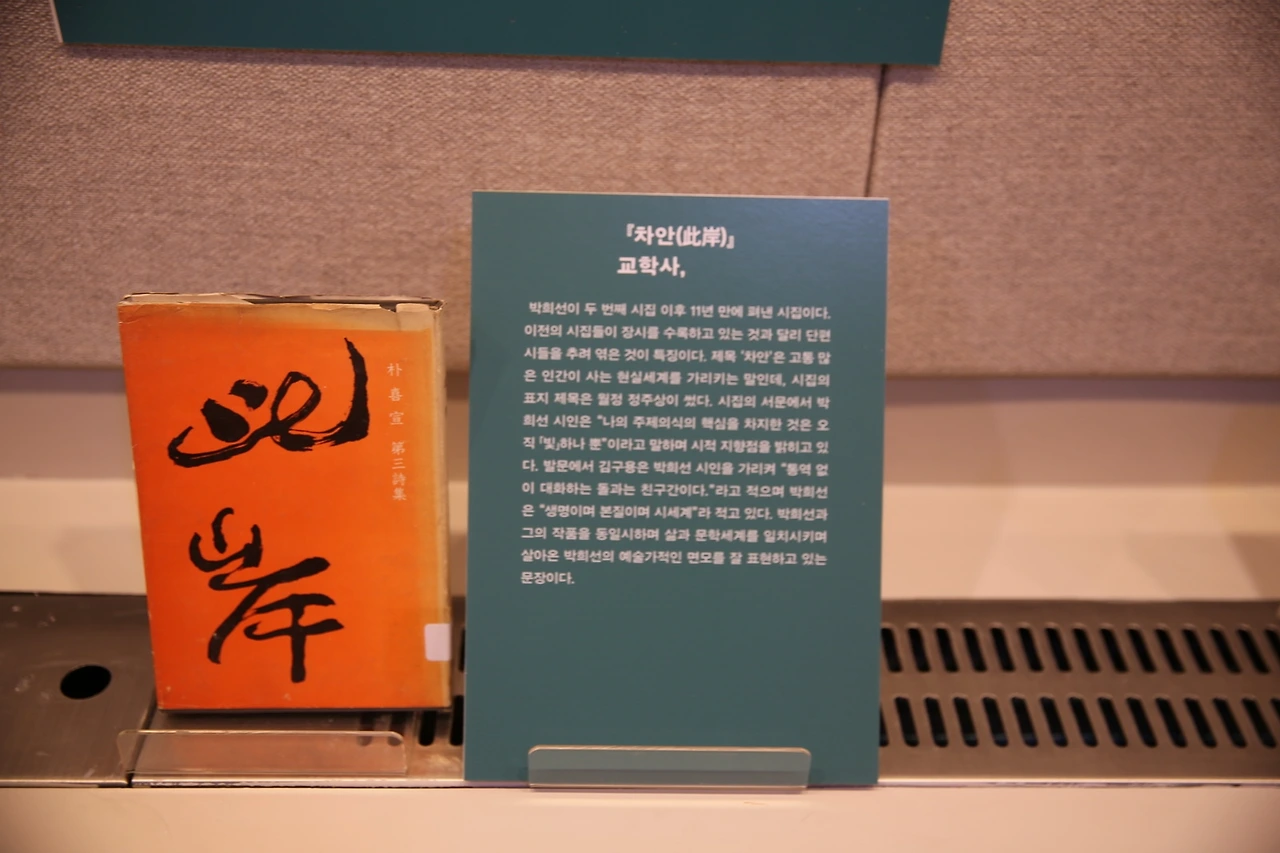 此
岸
朴喜宣 第三詩集
『차안(此岸)』
교학사,
박희선이 두 번째 시집 이후 11년 만에 펴낸 시집이다.
이전의 시집들이 장시를 수록하고 있는 것과 달리 단편
시들을 추려 엮은 것이 특징이다. 제목 '차안'은 고통 많
은 인간이 사는 현실세계를 가리키는 말인데, 시집의
표지 제목은 월정 정주상이 썼다. 시집의 서문에서 박
희선 시인은 "나의 주제의식의 핵심을 차지한 것은 오
직 「빛」하나 뿐"이라고 말하며 시적 지향점을 밝히고 있
다. 발문에서 김구용은 박희선 시인을 가리켜 "통역 없
이 대화하는 돌과는 친구간이다."라고 적으며 박희선
은 "생명이며 본질이며 시세계"라 적고 있다. 박희선과
그의 작품을 동일시하며 삶과 문학세계를 일치시키며
살아온 박희선의 예술가적인 면모를 잘 표현하고 있는
문장이다.